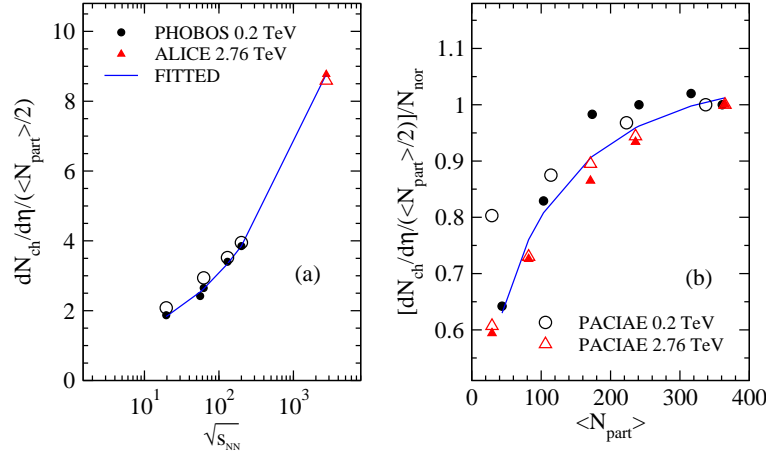 10
8
6
4
2
0
dN_ch/dη/(<N_part>/2)
PHOBOS 0.2 TeV
ALICE 2.76 TeV
FITTED
(a)
10^1 10^2 10^3
√s_NN
1.1
1
0.9
0.8
0.7
0.6
[dN_ch/dη/(<N_part>/2)]/N_nor
(b)
PACIAE 0.2 TeV
PACIAE 2.76 TeV
0 100 200 300 400
<N_part>